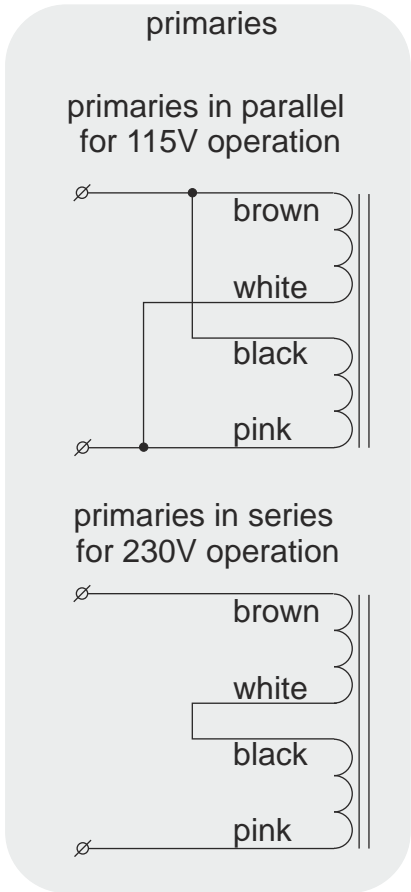 primaries
primaries in parallel
for 115V operation
brown
white
black
pink
primaries in series
for 230V operation
brown
white
black
pink